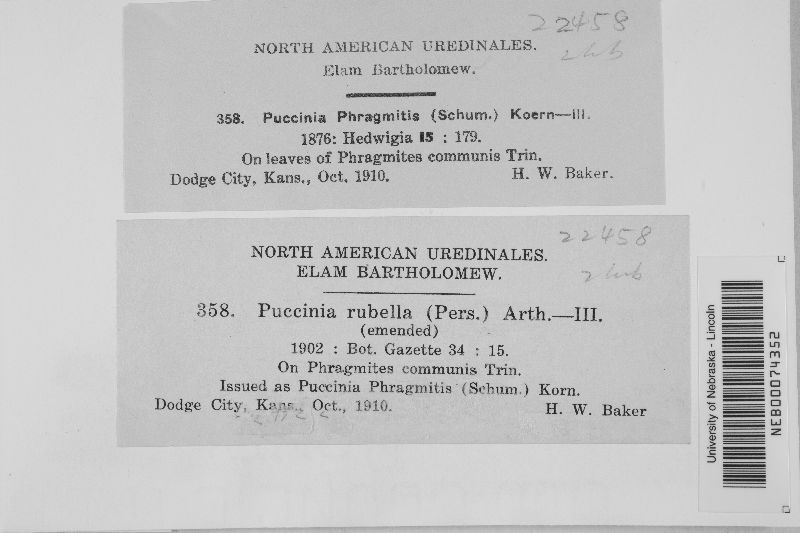 22458
NORTH AMERICAN UREDINALES.
Elam Bartholomew.
358. Puccinia Phragmitis (Schum.) Koern—III.
1876: Hedwigia 15 : 179.
On leaves of Phragmites communis Trin.
Dodge City, Kans., Oct. 1910. H. W. Baker.
22458
NORTH AMERICAN UREDINALES.
ELAM BARTHOLOMEW.
358. Puccinia rubella (Pers.) Arth.—III.
(emended)
1902 : Bot. Gazette 34 : 15.
On Phragmites communis Trin.
Issued as Puccinia Phragmitis (Schum.) Korn.
Dodge City, Kans., Oct., 1910. H. W. Baker
University of Nebraska - Lincoln
NEB00074352